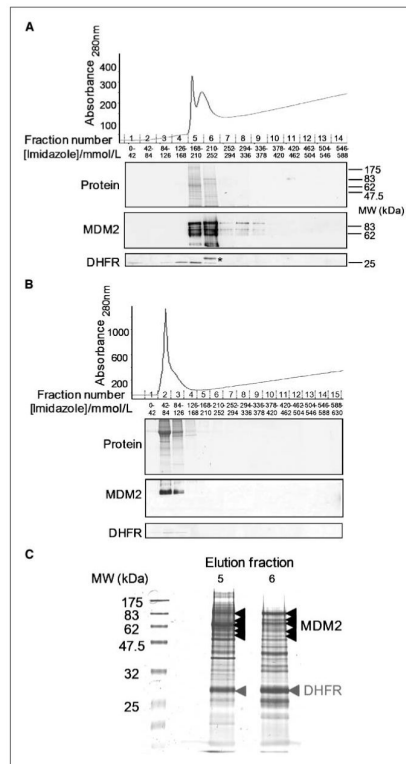 A
Absorbance 280nm
400
300
200
100
Fraction number 1 2 3 4 5 6 7 8 9 10 11 12 13 14
[Imidazole]/mmol/L 0- 42- 84- 126- 168- 210- 252- 294- 336- 378- 420- 462- 504- 546-
42 84 126 168 210 252 294 336 378 420 462 504 546 588
Protein
175
83
62
47.5
MW (kDa)
MDM2
83
62
DHFR
*
25
B
Absorbance 280nm
1000
600
200
Fraction number 1 2 3 4 5 6 7 8 9 10 11 12 13 14 15
[Imidazole]/mmol/L 0- 42- 84- 126- 168- 210- 252- 294- 336- 378- 420- 462- 504- 546- 588-
42 84 126 168 210 252 294 336 378 420 462 504 546 588 630
Protein
MDM2
DHFR
C
Elution fraction
MW (kDa) 5 6
175
83
62
47.5
32
25
MDM2
DHFR